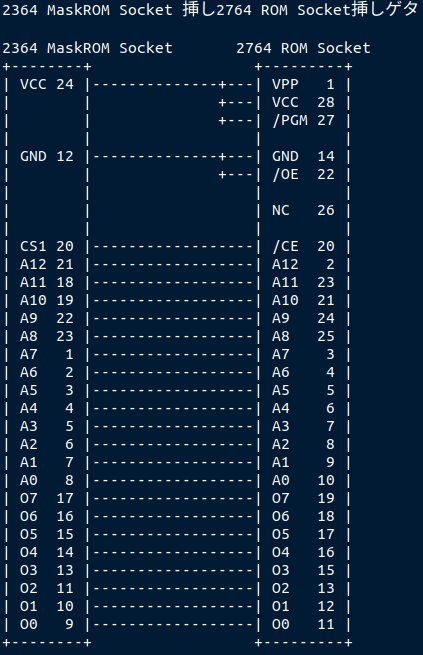 2364 MaskROM Socket 挿し2764 ROM Socket挿しゲタ

2364 MaskROM Socket        2764 ROM Socket
+--------+                    +----------+
| VCC 24 |--------------+---| VPP   1 |
|        |              +---| VCC  28 |
|        |              +---| /PGM 27 |
|        |                  |         |
| GND 12 |--------------+---| GND  14 |
|        |              +---| /OE  22 |
|        |                  |         |
|        |                  | NC   26 |
|        |                  |         |
| CS1 20 |------------------| /CE  20 |
| A12 21 |------------------| A12   2 |
| A11 18 |------------------| A11  23 |
| A10 19 |------------------| A10  21 |
| A9  22 |------------------| A9   24 |
| A8  23 |------------------| A8   25 |
| A7   1 |------------------| A7    3 |
| A6   2 |------------------| A6    4 |
| A5   3 |------------------| A5    5 |
| A4   4 |------------------| A4    6 |
| A3   5 |------------------| A3    7 |
| A2   6 |------------------| A2    8 |
| A1   7 |------------------| A1    9 |
| A0   8 |------------------| A0   10 |
| O7  17 |------------------| O7   19 |
| O6  16 |------------------| O6   18 |
| O5  15 |------------------| O5   17 |
| O4  14 |------------------| O4   16 |
| O3  13 |------------------| O3   15 |
| O2  11 |------------------| O2   13 |
| O1  10 |------------------| O1   12 |
| O0   9 |------------------| O0   11 |
+--------+                  +---------+